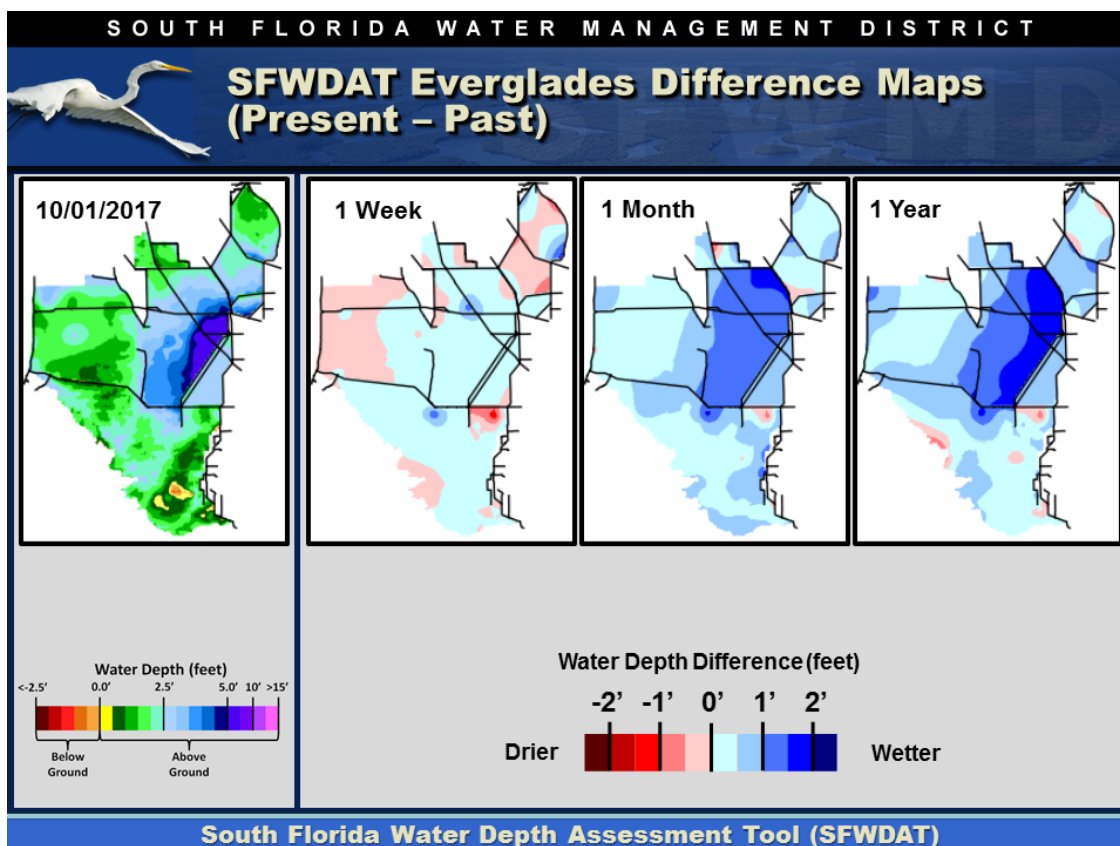 SOUTH FLORIDA WATER MANAGEMENT DISTRICT
SFWDAT Everglades Difference Maps
(Present – Past)
10/01/2017
1 Week
1 Month
1 Year
Water Depth (feet)
<-2.5' 0.0' 2.5' 5.0' 10' >15'
Below
Ground
Above
Ground
Water Depth Difference (feet)
-2' -1' 0' 1' 2'
Drier
Wetter
South Florida Water Depth Assessment Tool (SFWDAT)